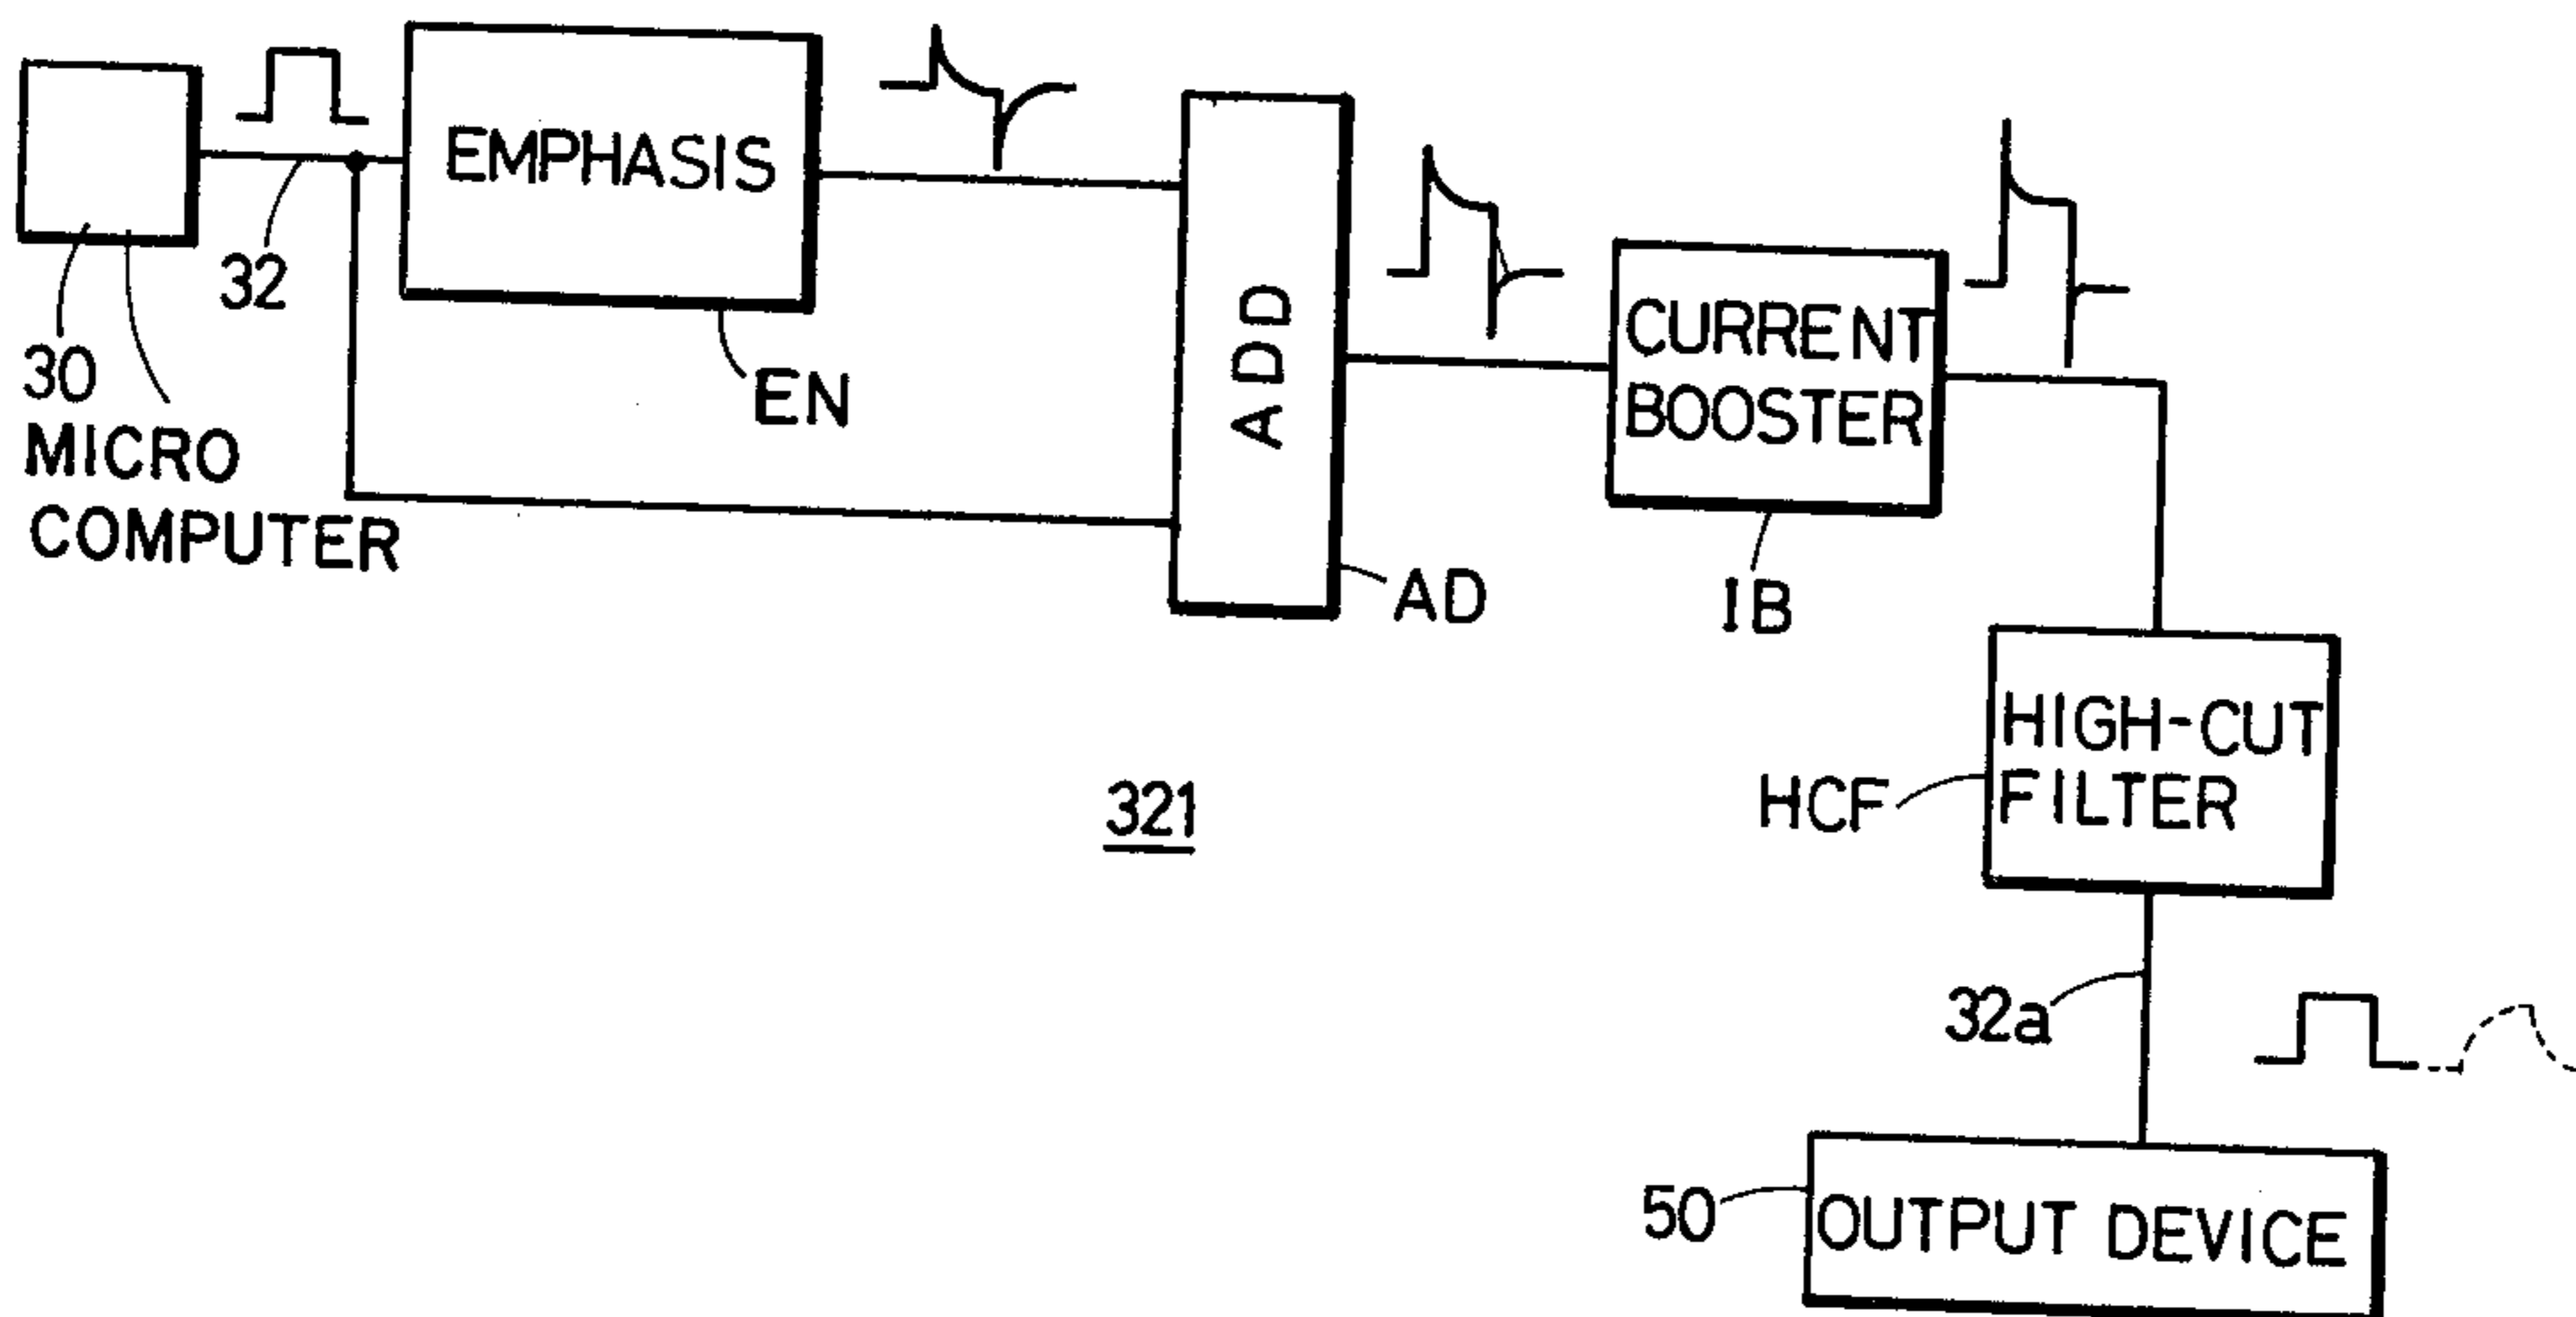 EMPHASIS
32
30
MICRO
COMPUTER
EN
ADD
AD
CURRENT
BOOSTER
IB
HIGH-CUT
FILTER
HCF
321
32a
50
OUTPUT DEVICE